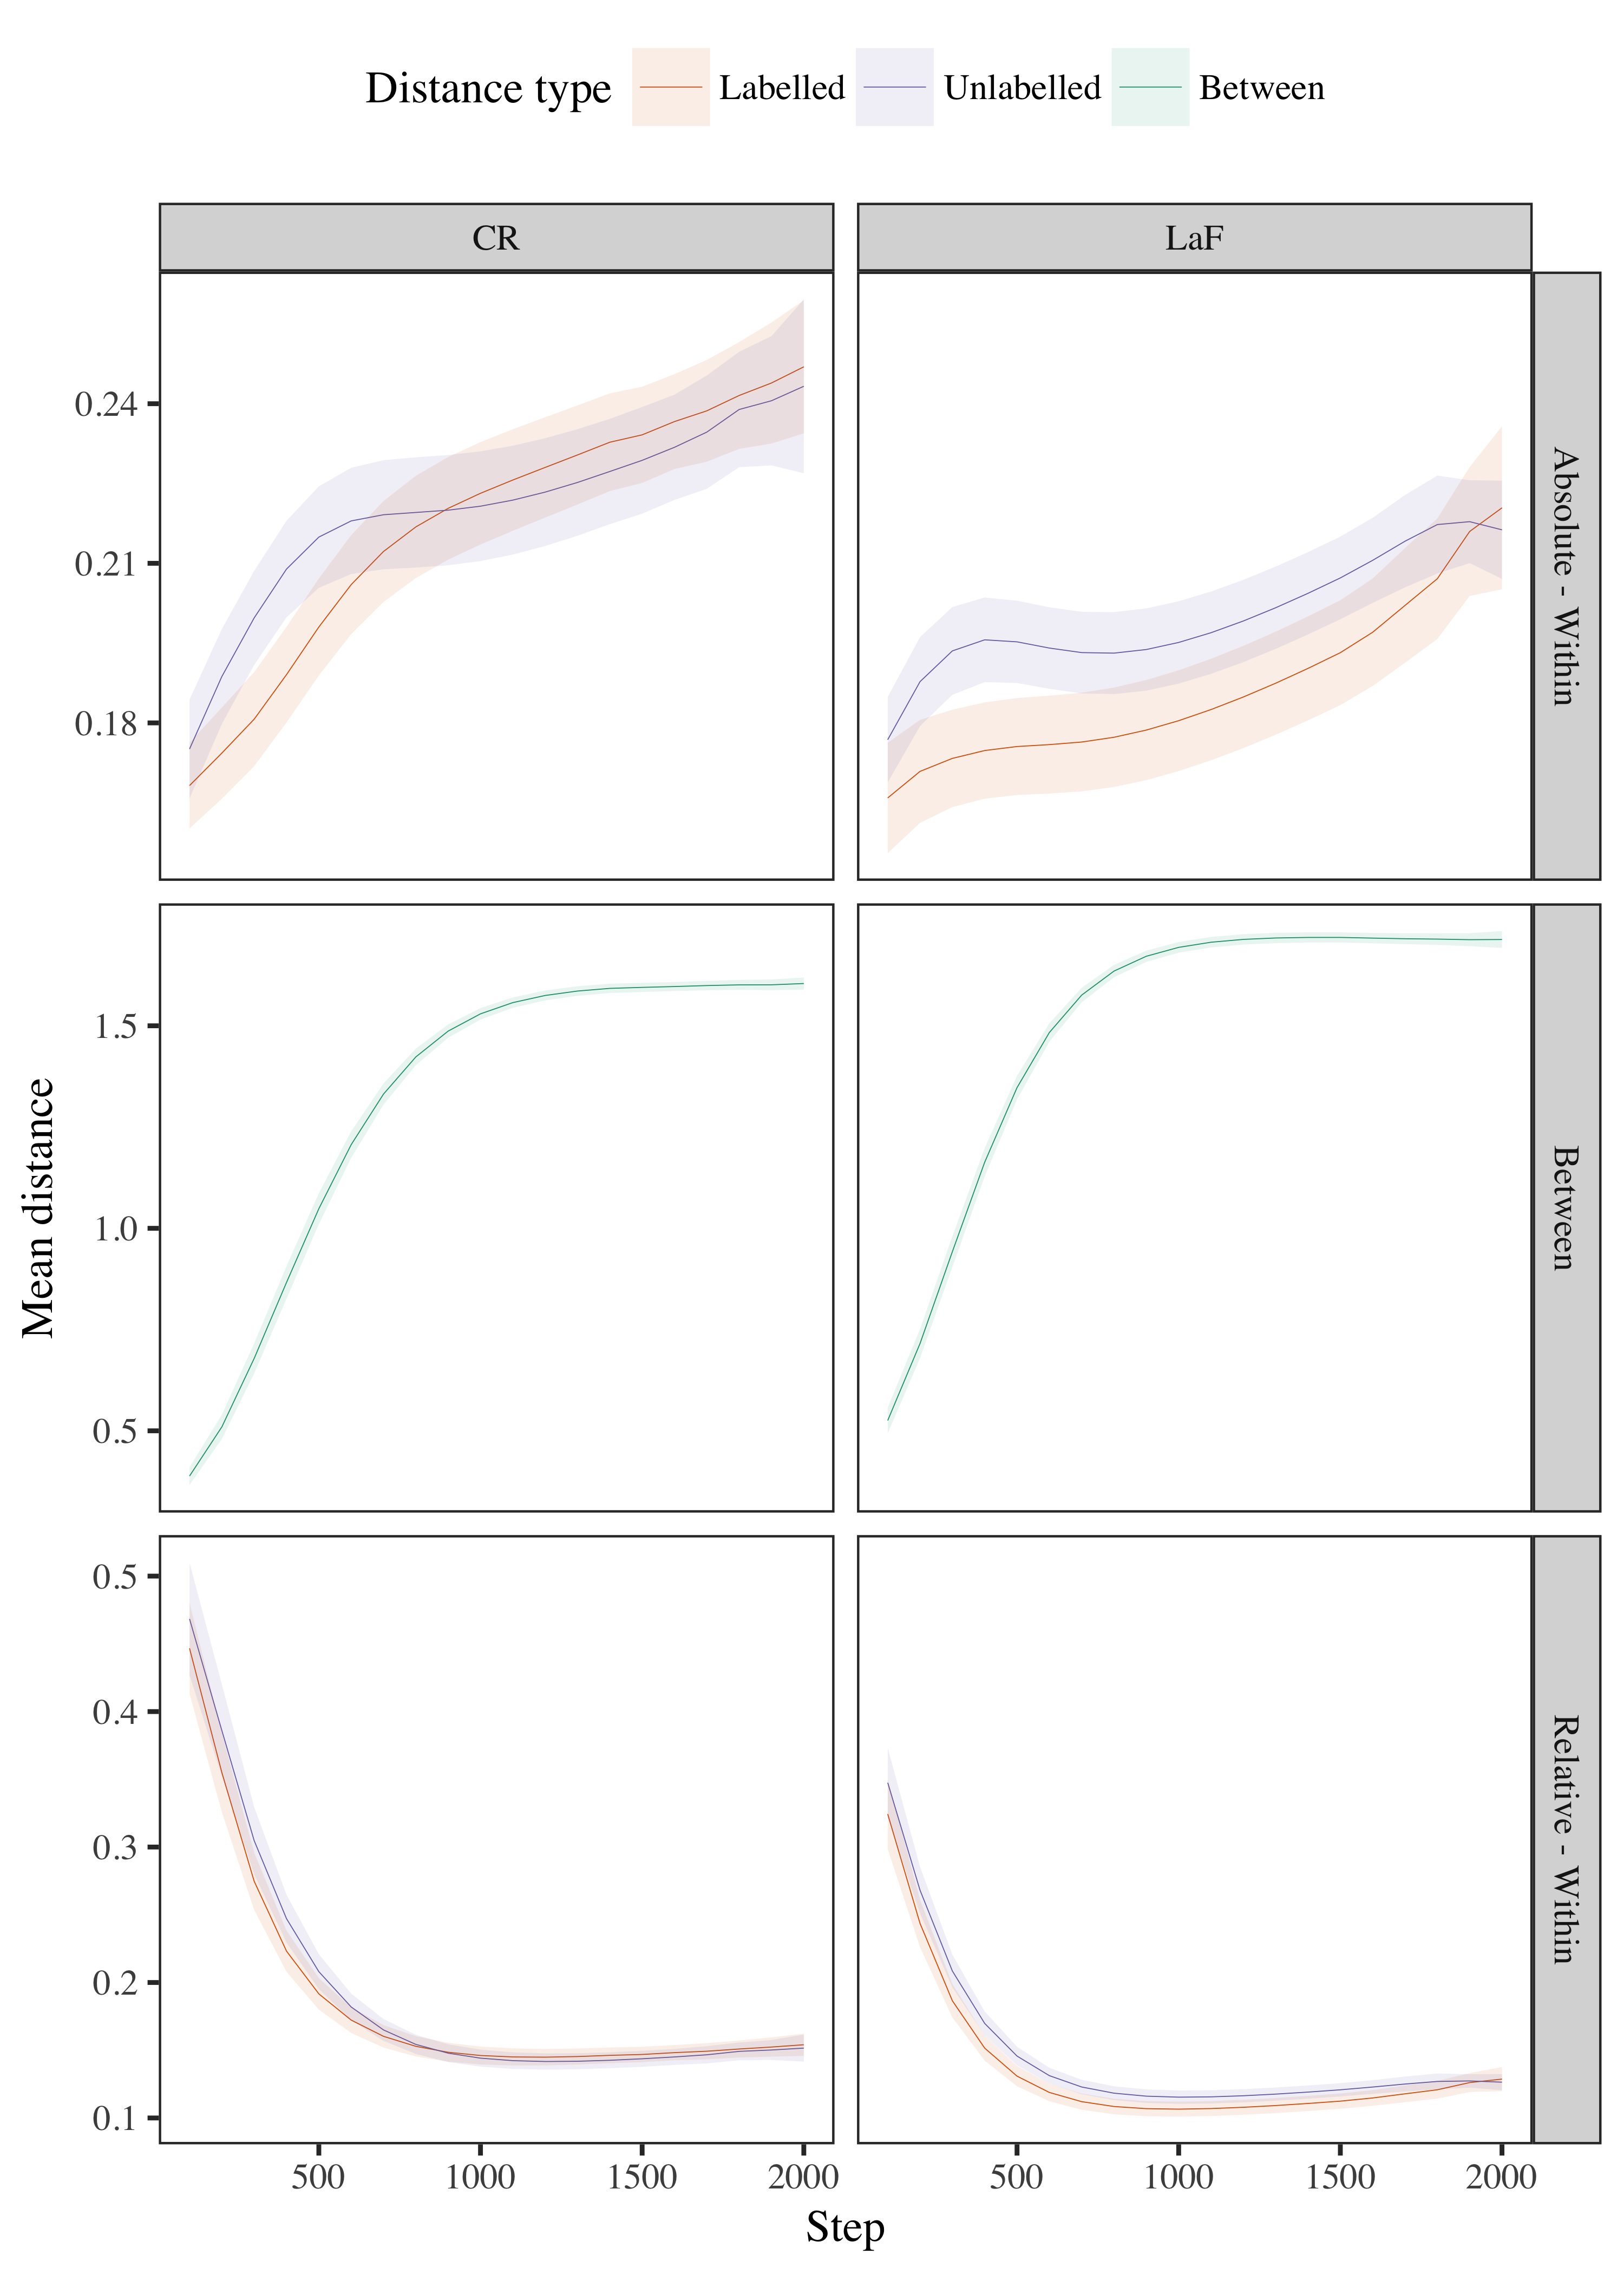 Distance type Labelled Unlabelled Between
CR LaF
0.24
0.21
0.18
Absolute - Within
Mean distance
1.5
1.0
0.5
Between
0.5
0.4
0.3
0.2
0.1
Relative - Within
500 1000 1500 2000 500 1000 1500 2000
Step